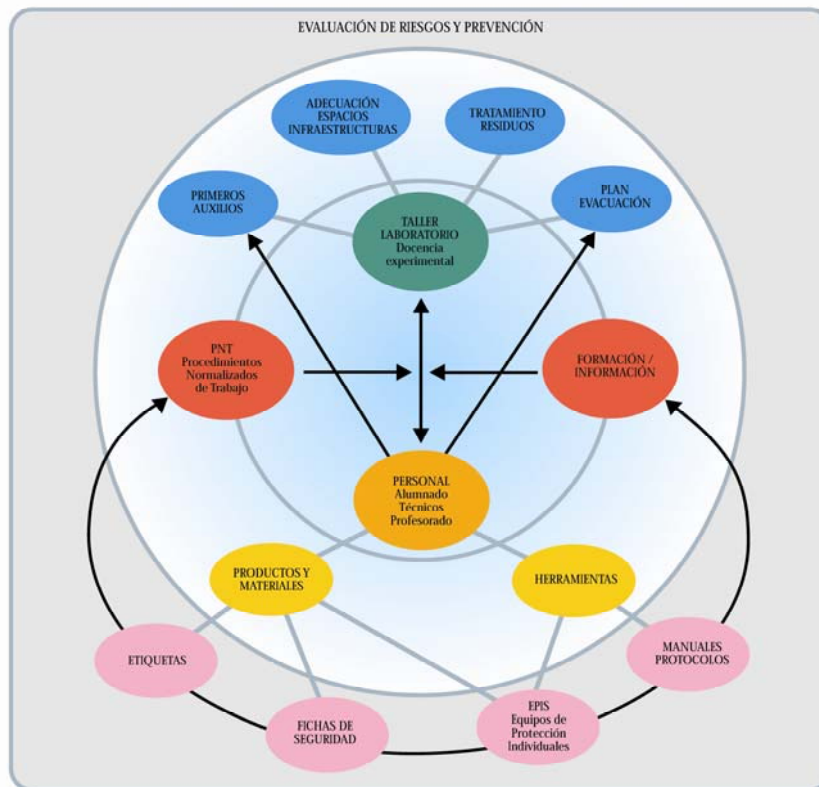 EVALUACIÓN DE RIESGOS Y PREVENCIÓN
ADECUACIÓN
ESPACIOS
INFRAESTRUCTURAS
TRATAMIENTO
RESIDUOS
PRIMEROS
AUXILIOS
PLAN
EVACUACIÓN
TALLER
LABORATORIO
Docencia
experimental
PNT
Procedimientos
Normalizados
de Trabajo
FORMACIÓN /
INFORMACIÓN
PERSONAL
Alumnado
Técnicos
Profesorado
PRODUCTOS Y
MATERIALES
HERRAMIENTAS
ETIQUETAS
MANUALES
PROTOCOLOS
FICHAS DE
SEGURIDAD
EPIS
Equipos de
Protección
Individuales